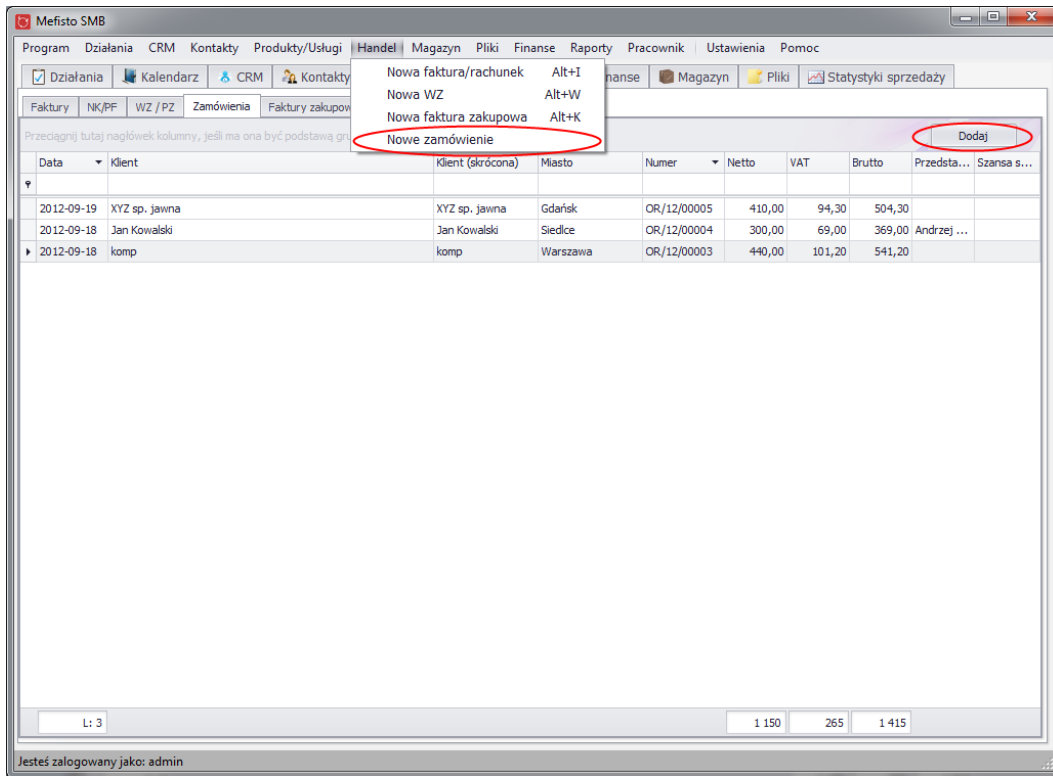 Mefisto SMB
Program Działania CRM Kontakty Produkty/Usługi Handel Magazyn Pliki Finanse Raporty Pracownik Ustawienia Pomoc
Działania Kalendarz CRM Kontakty nanse Magazyn Pliki Statystyki sprzedaży
Nowa faktura/rachunek Alt+I
Nowa WZ Alt+W
Nowa faktura zakupowa Alt+K
Nowe zamówienie
Faktury NK/PF WZ / PZ Zamówienia Faktury zakupow
Przeciągnij tutaj nagłówek kolumny, jeśli ma ona być podstawą gru
Dodaj
Data Klient Klient (skrócona) Miasto Numer Netto VAT Brutto Przedsta... Szansa s...
2012-09-19 XYZ sp. jawna XYZ sp. jawna Gdańsk OR/12/00005 410,00 94,30 504,30
2012-09-18 Jan Kowalski Jan Kowalski Siedlce OR/12/00004 300,00 69,00 369,00 Andrzej ...
2012-09-18 komp komp Warszawa OR/12/00003 440,00 101,20 541,20
L: 3 1 150 265 1 415
Jesteś zalogowany jako: admin